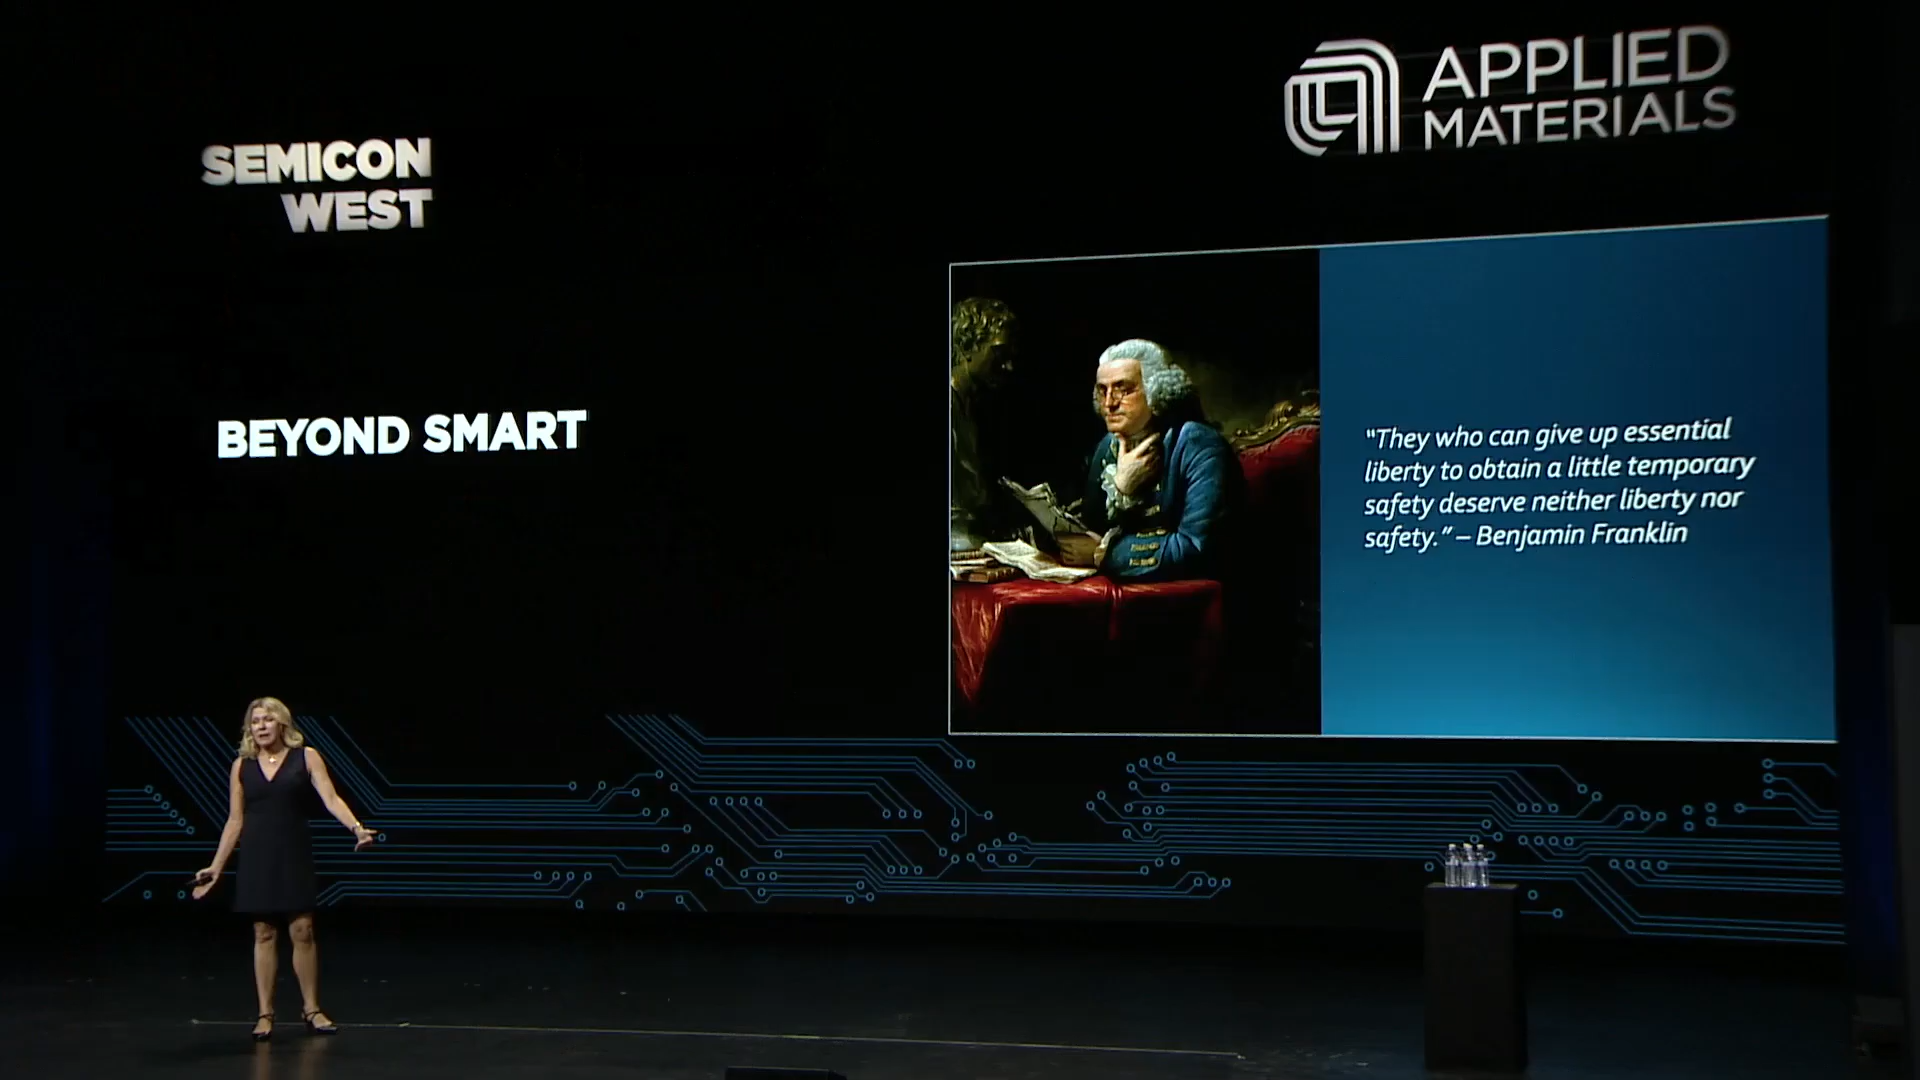 SEMICON
WEST
APPLIED
MATERIALS
BEYOND SMART
"They who can give up essential
liberty to obtain a little temporary
safety deserve neither liberty nor
safety." – Benjamin Franklin